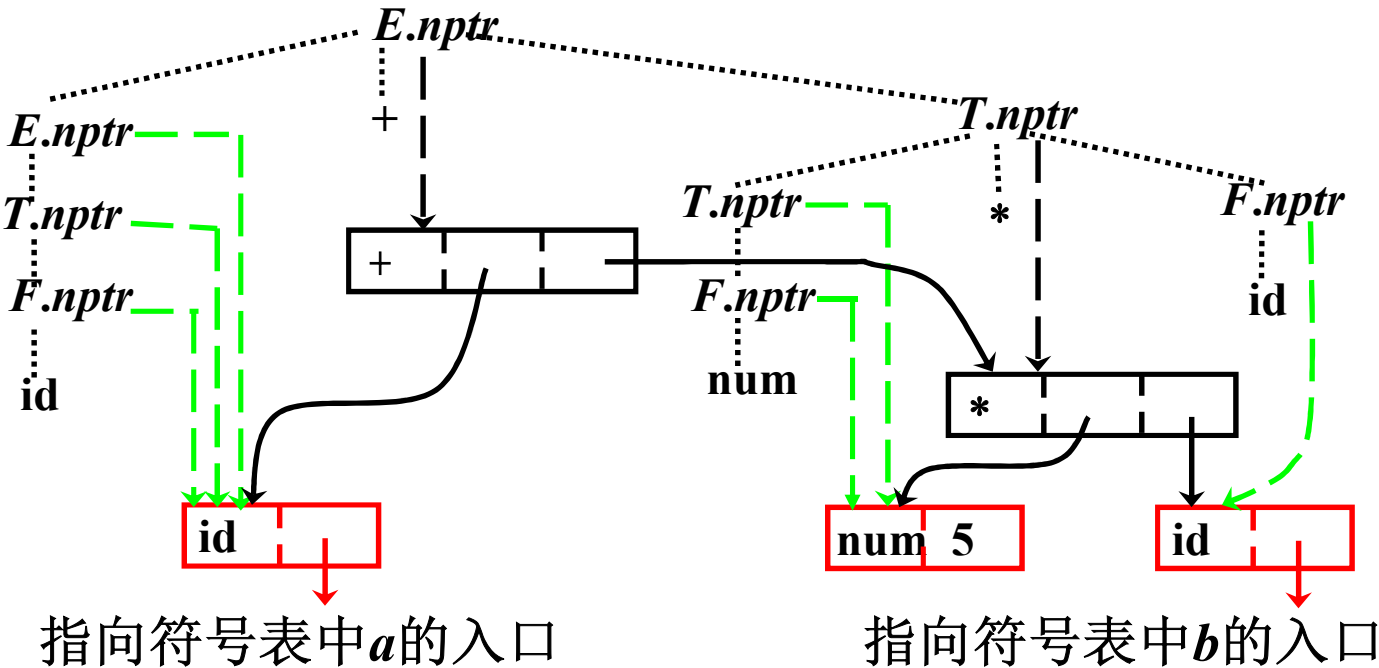 E.nptr
+
E.nptr
T.nptr
T.nptr
T.nptr
*
F.nptr
+
F.nptr
F.nptr
id
id
num
*
id
num 5
id
指向符号表中a的入口
指向符号表中b的入口